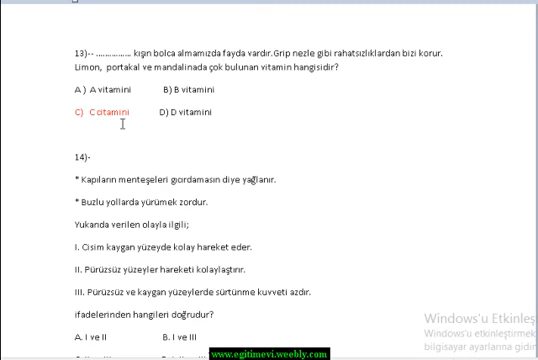 13)-- ............... kışın bolca almamızda fayda vardır.Grip nezle gibi rahatsızlıklardan bizi korur.
Limon, portakal ve mandalinada çok bulunan vitamin hangisidir?
A ) A vitamini B) B vitamini
C) C citamini D) D vitamini
14)-
* Kapıların menteşeleri gıcırdamasın diye yağlanır.
* Buzlu yollarda yürümek zordur.
Yukarıda verilen olayla ilgili;
I. Cisim kaygan yüzeyde kolay hareket eder.
II. Pürüzsüz yüzeyler hareketi kolaylaştırır.
III. Pürüzsüz ve kaygan yüzeylerde sürtünme kuvveti azdır.
ifadelerinden hangileri doğrudur?
Windows'u Etkinleş
Windows'u etkinleştirmek
bilgisayar ayarlarına gidin
A. I ve II B. I ve III
www.egitimevi.weebly.com